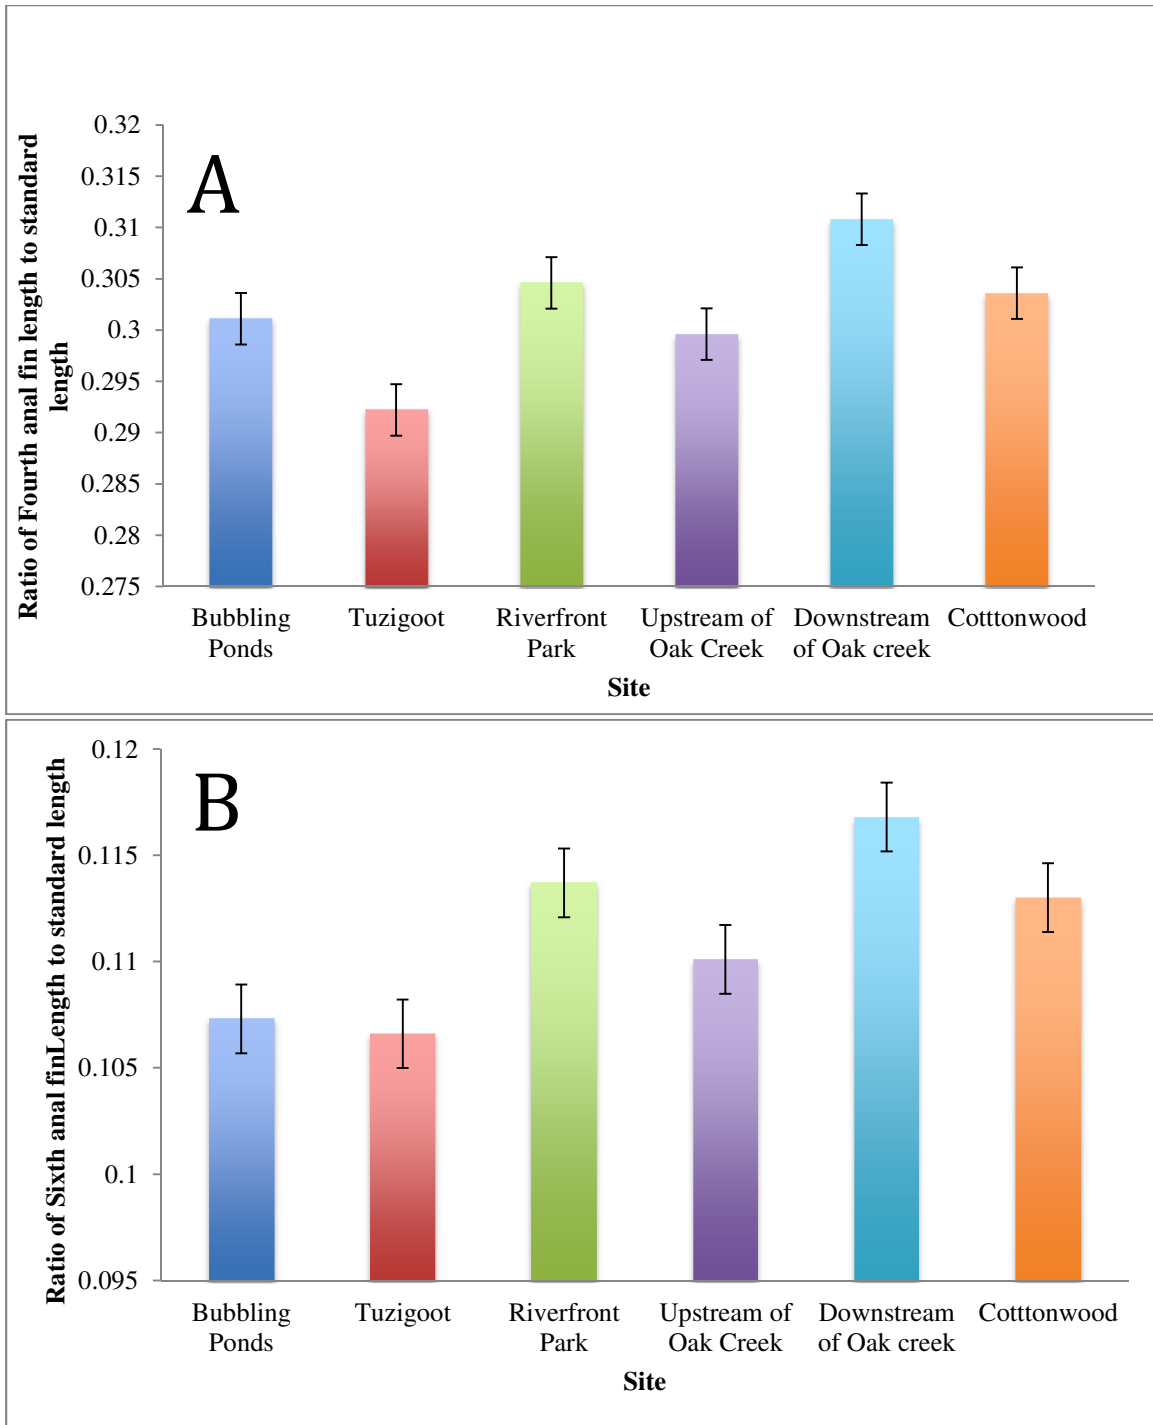 Ratio of Fourth anal fin length to standard
length
A
0.32
0.315
0.31
0.305
0.3
0.295
0.29
0.285
0.28
0.275
Bubbling
Ponds
Tuzigoot
Riverfront
Park
Upstream of
Oak Creek
Downstream
of Oak creek
Cotttonwood
Site
Ratio of Sixth anal finLength to standard length
B
0.12
0.115
0.11
0.105
0.1
0.095
Bubbling
Ponds
Tuzigoot
Riverfront
Park
Upstream of
Oak Creek
Downstream
of Oak creek
Cotttonwood
Site